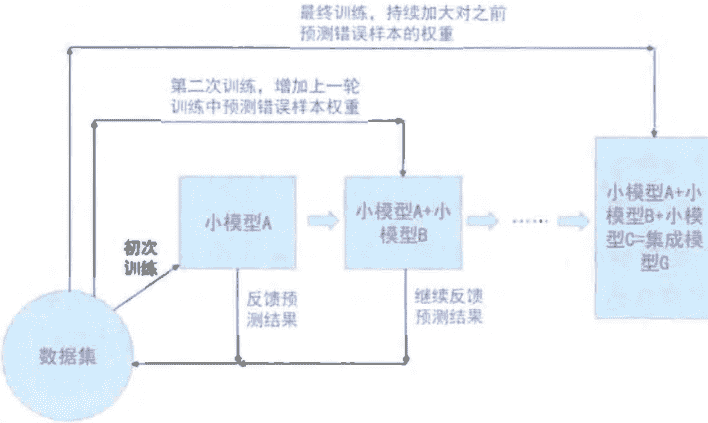 最终训练，持续加大对之前
预测错误样本的权重
第二次训练，增加上一轮
训练中预测错误样本权重
小模型A
小模型A+小
模型B
......
小模型A+小
模型B+小模
型C=集成模
型G
初次
训练
反馈预
测结果
继续反馈
预测结果
数据集